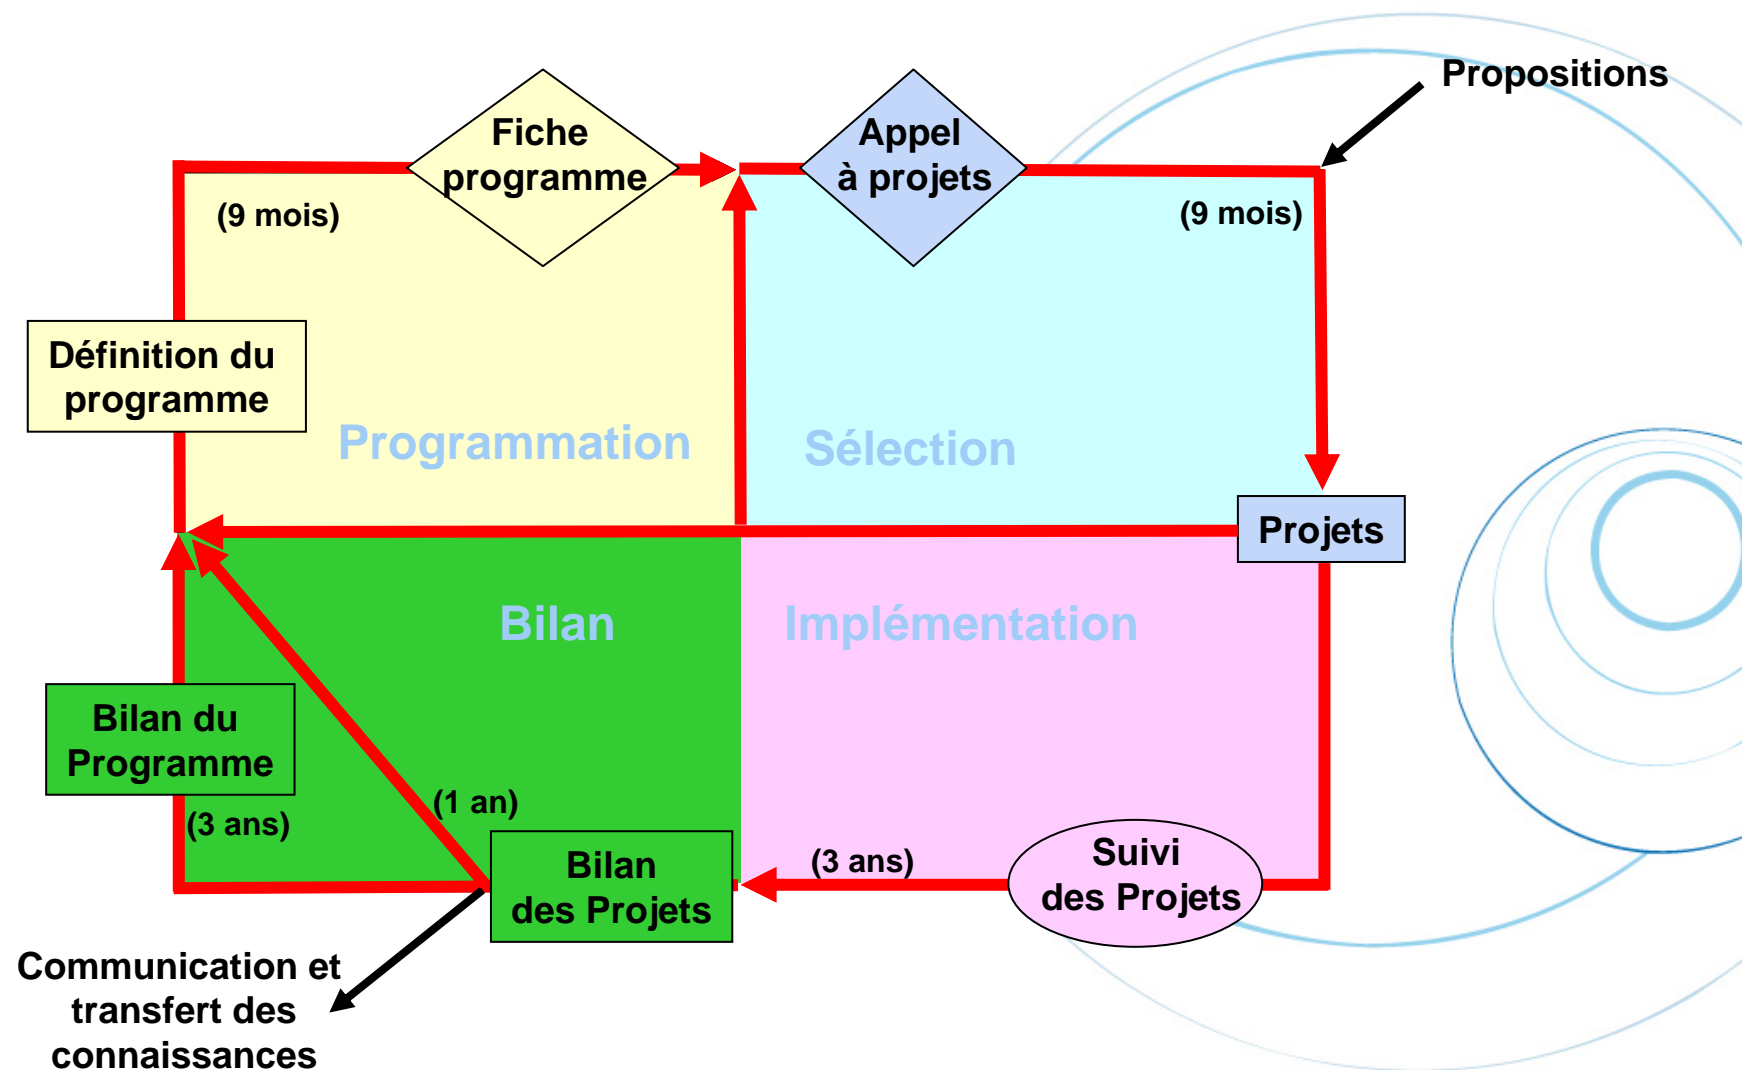 Propositions
Fiche
programme
Appel
à projets
(9 mois)
(9 mois)
Définition du
programme
Programmation
Sélection
Projets
Bilan
Implémentation
Bilan du
Programme
(3 ans)
(1 an)
Bilan
des Projets
(3 ans)
Suivi
des Projets
Communication et
transfert des
connaissances